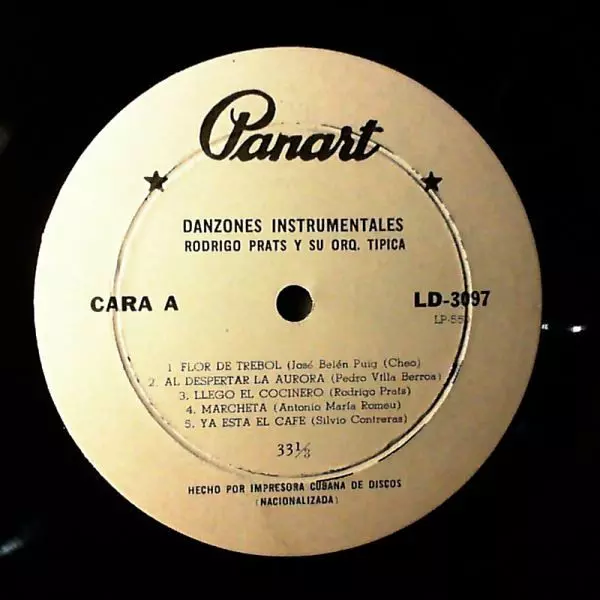 Panart
DANZONES INSTRUMENTALES
RODRIGO PRATS Y SU ORQ. TIPICA
CARA A
LD-3097
1 FLOR DE TREBOL (José Belén Puig (Cheo)
2. AL DESPERTAR LA AURORA (Pedro Villa Berroa)
3. LLEGO EL COCINERO (Rodrigo Prats)
4. MARCHETA (Antonio María Romeu)
5. YA ESTA EL CAFE (Silvio Contreras)
33⅓
HECHO POR IMPRESORA CUBANA DE DISCOS
(NACIONALIZADA)